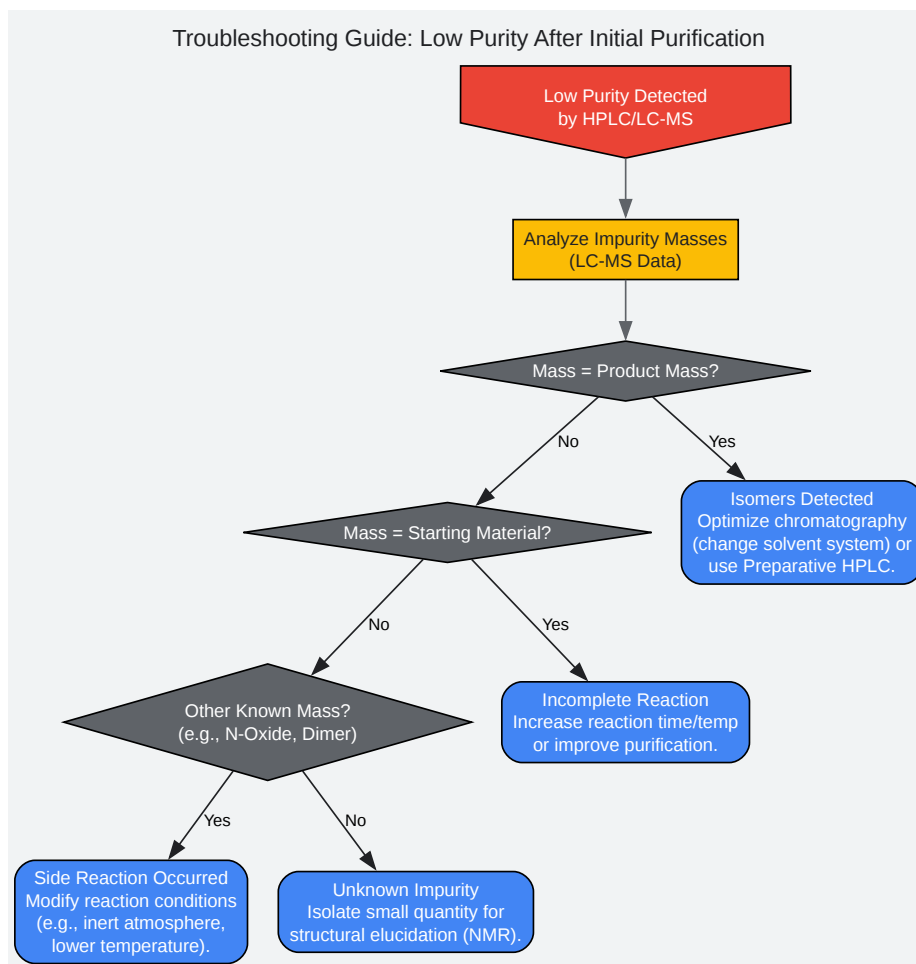 Troubleshooting Guide: Low Purity After Initial Purification
Low Purity Detected
by HPLC/LC-MS
Analyze Impurity Masses
(LC-MS Data)
Mass = Product Mass?
No
Yes
Isomers Detected
Optimize chromatography
(change solvent system) or
use Preparative HPLC.
Mass = Starting Material?
No
Yes
Incomplete Reaction
Increase reaction time/temp
or improve purification.
Other Known Mass?
(e.g., N-Oxide, Dimer)
Yes
No
Side Reaction Occurred
Modify reaction conditions
(e.g., inert atmosphere,
lower temperature).
Unknown Impurity
Isolate small quantity for
structural elucidation (NMR).